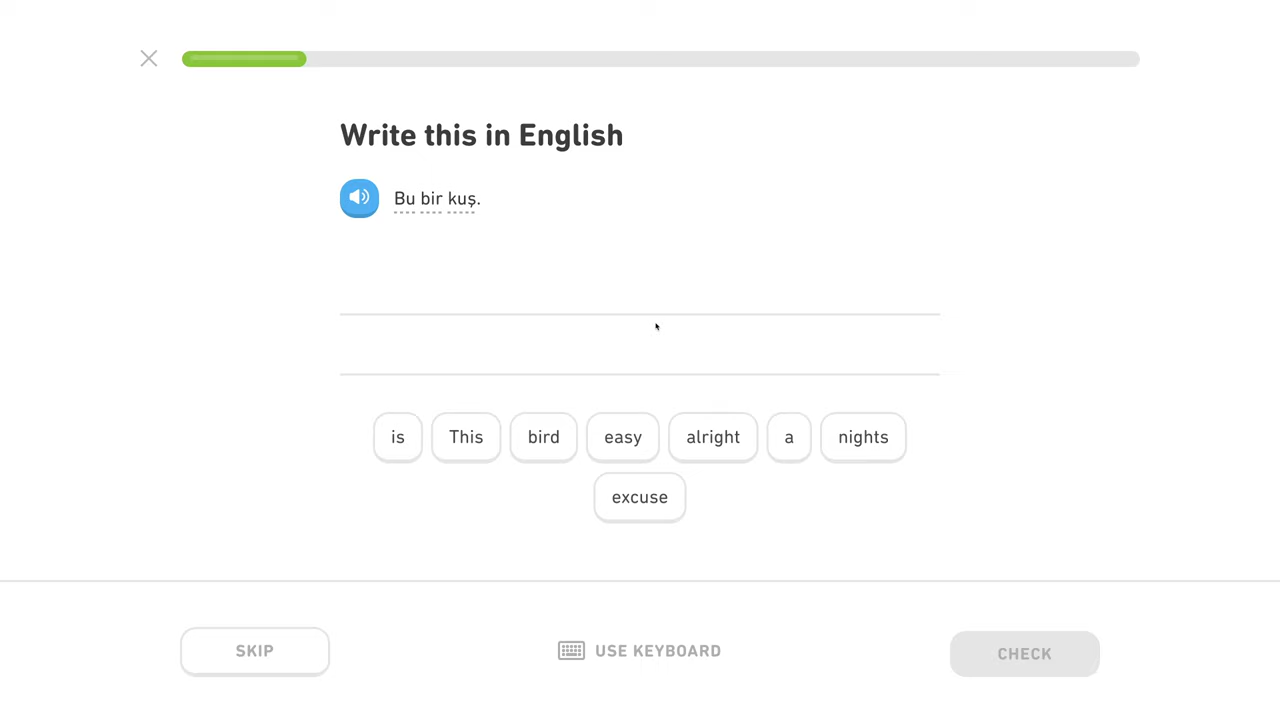 Write this in English
Bu bir kuş.
is This bird easy alright a nights
excuse
SKIP USE KEYBOARD CHECK